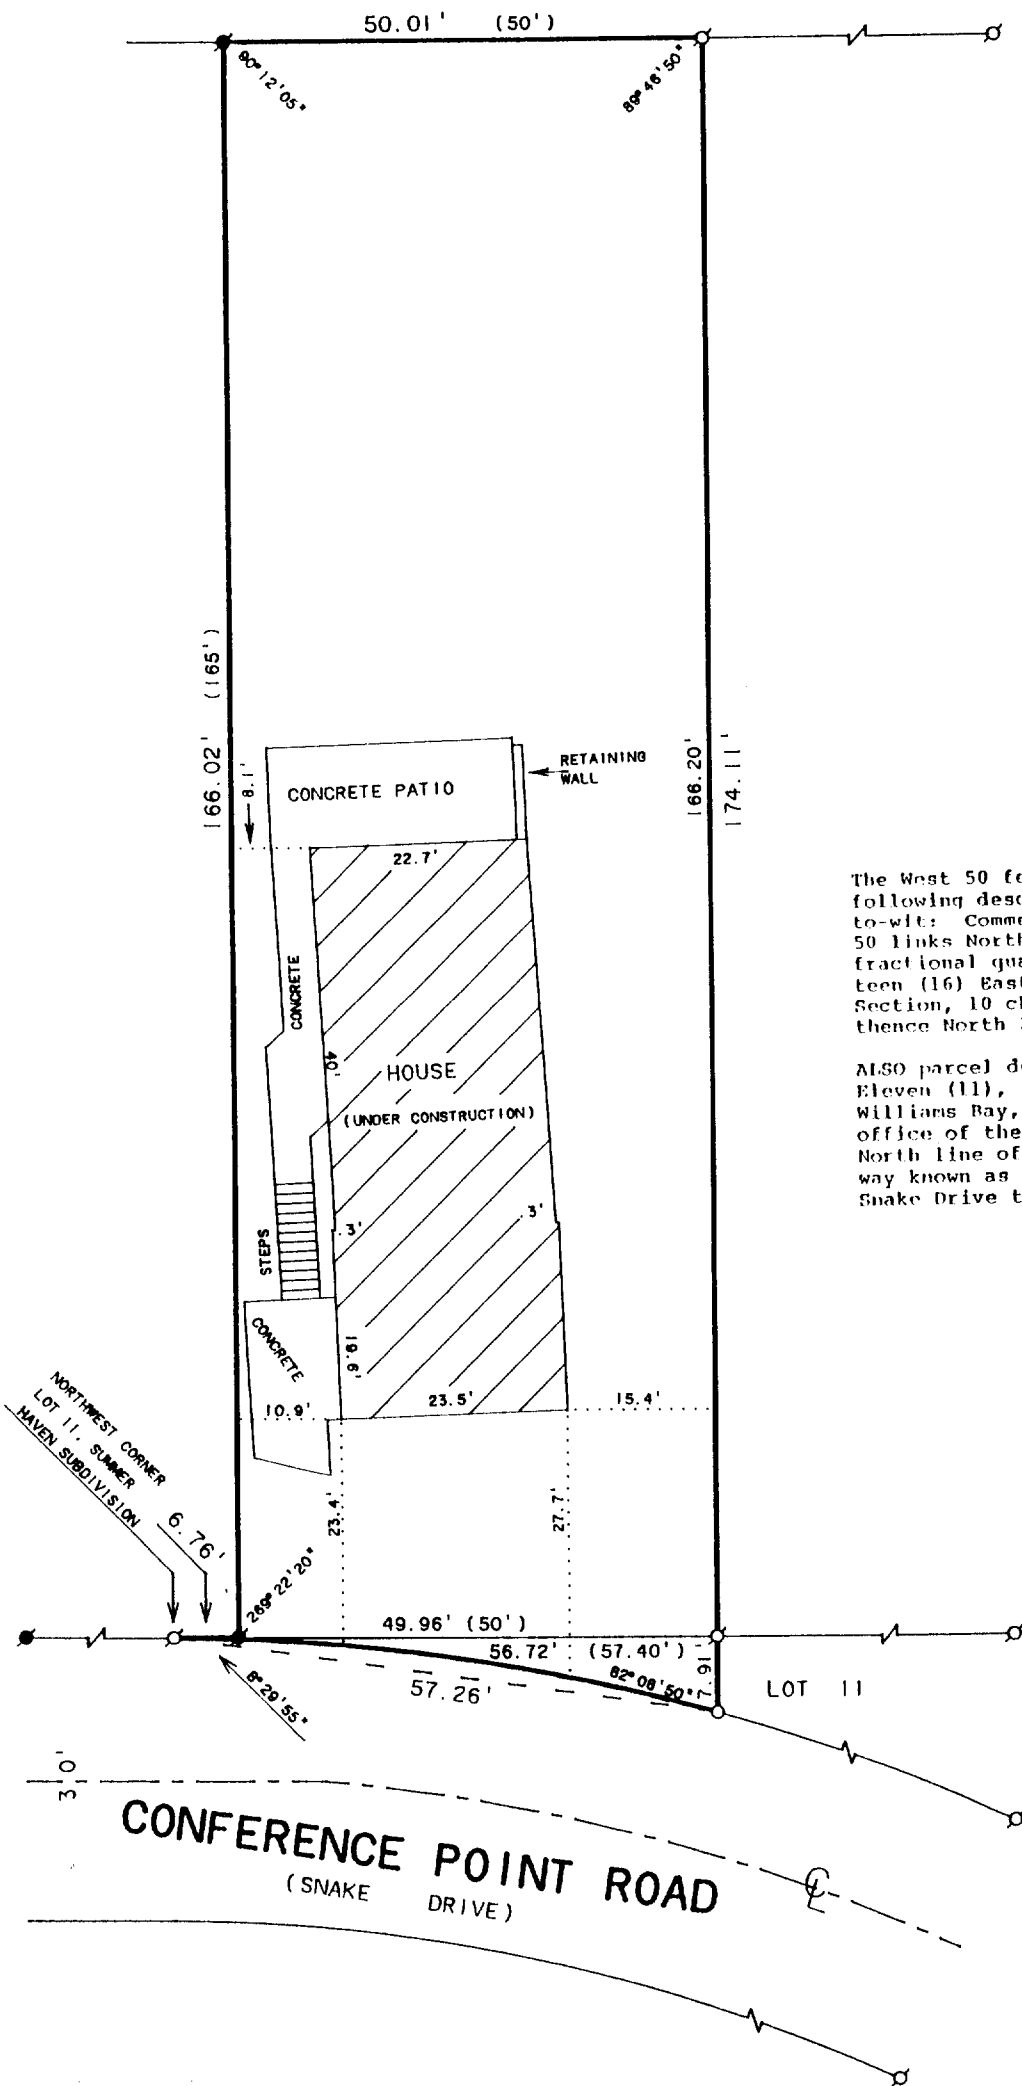 50.01' (50')
90°12'05"
89°46'50"
166.02' (165')
166.20'
174.11'
8.1'
CONCRETE PATIO
RETAINING
WALL
22.7'
CONCRETE
40'
HOUSE
(UNDER CONSTRUCTION)
.3'
.3'
STEPS
CONCRETE
19.6'
10.9'
23.5'
15.4'
23.4'
27.7'
The West 50 fe
following desc
to-wit: Comme
50 links North
fractional qua
teen (16) East
Section, 10 c
thence North
ALSO parcel d
Eleven (11),
Williams Bay,
office of the
North line of
way known as
Snake Drive t
NORTHWEST CORNER
LOT 11, SUMMER
HAVEN SUBDIVISION
6.76'
269°22'20"
49.96' (50')
56.72' (57.40')
82°08'50"
7.91'
57.26'
8°29'55"
LOT 11
30'
CONFERENCE POINT ROAD
(SNAKE DRIVE)
CL